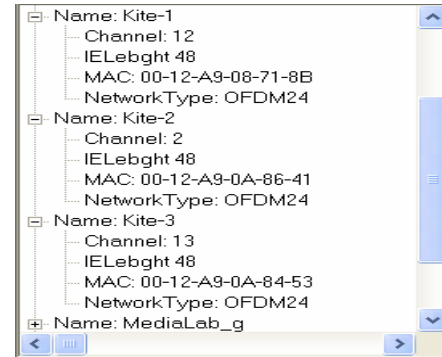 Name: Kite-1
Channel: 12
IELebght 48
MAC: 00-12-A9-08-71-8B
NetworkType: OFDM24
Name: Kite-2
Channel: 2
IELebght 48
MAC: 00-12-A9-0A-86-41
NetworkType: OFDM24
Name: Kite-3
Channel: 13
IELebght 48
MAC: 00-12-A9-0A-84-53
NetworkType: OFDM24
Name: MediaLab_g